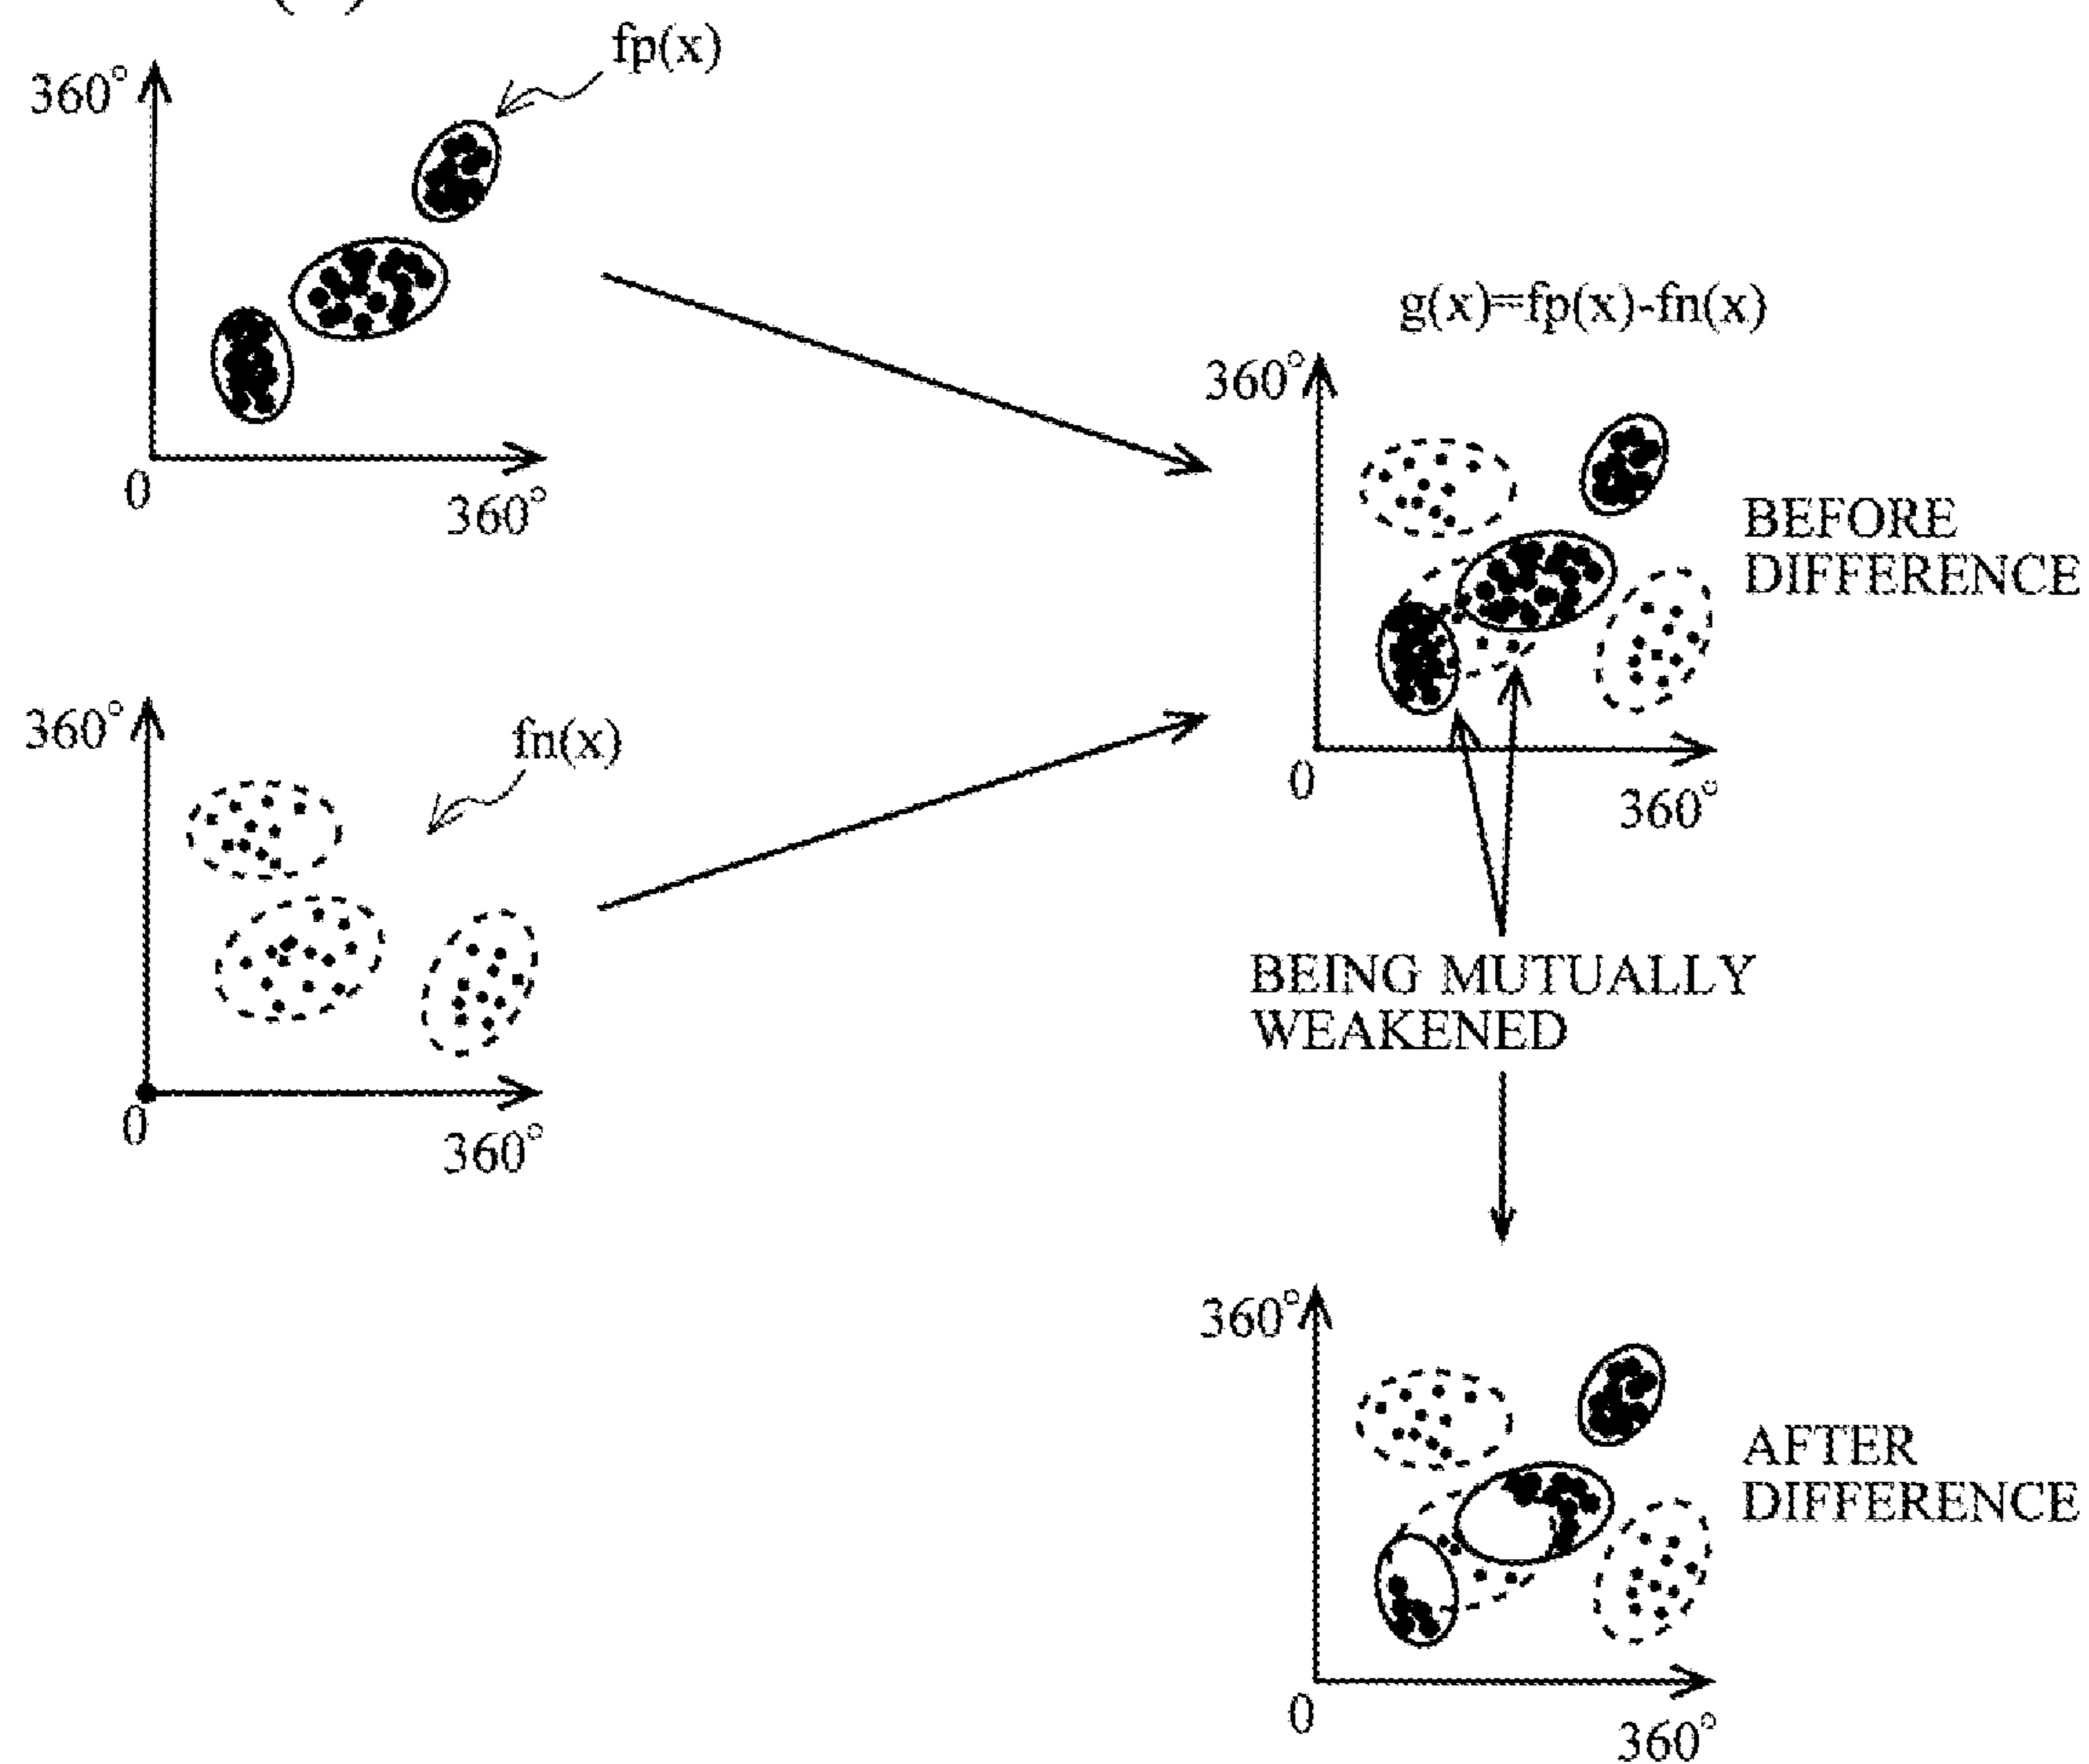 fp(x)
360°
0
360°
g(x)=fp(x)-fn(x)
360°
BEFORE
DIFFERENCE
0
360°
fn(x)
360°
0
360°
BEING MUTUALLY
WEAKENED
360°
AFTER
DIFFERENCE
0
360°